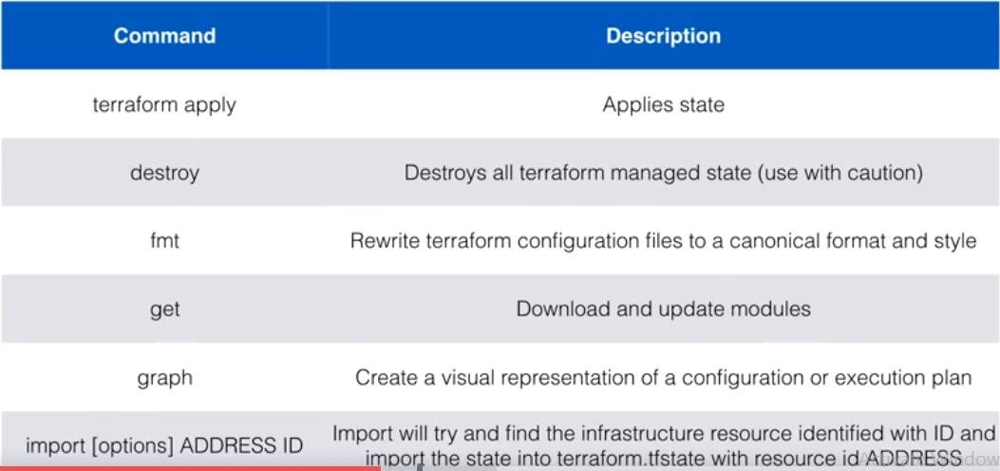 Command Description
terraform apply Applies state
destroy Destroys all terraform managed state (use with caution)
fmt Rewrite terraform configuration files to a canonical format and style
get Download and update modules
graph Create a visual representation of a configuration or execution plan
import [options] ADDRESS ID Import will try and find the infrastructure resource identified with ID and
import the state into terraform.tfstate with resource id ADDRESS